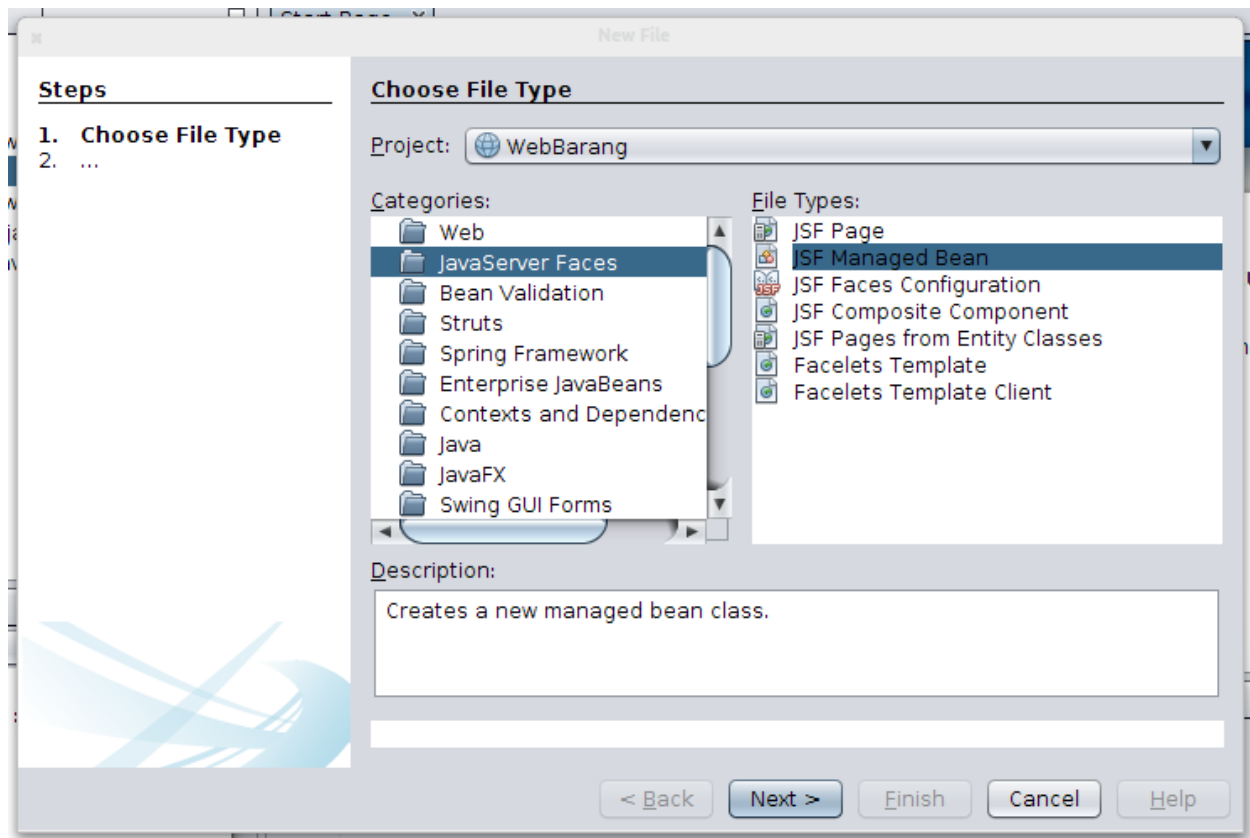 New File
Steps
1. Choose File Type
2. ...
Choose File Type
Project: WebBarang
Categories:
Web
JavaServer Faces
Bean Validation
Struts
Spring Framework
Enterprise JavaBeans
Contexts and Dependenc
Java
JavaFX
Swing GUI Forms
File Types:
JSF Page
JSF Managed Bean
JSF Faces Configuration
JSF Composite Component
JSF Pages from Entity Classes
Facelets Template
Facelets Template Client
Description:
Creates a new managed bean class.
< Back
Next >
Finish
Cancel
Help